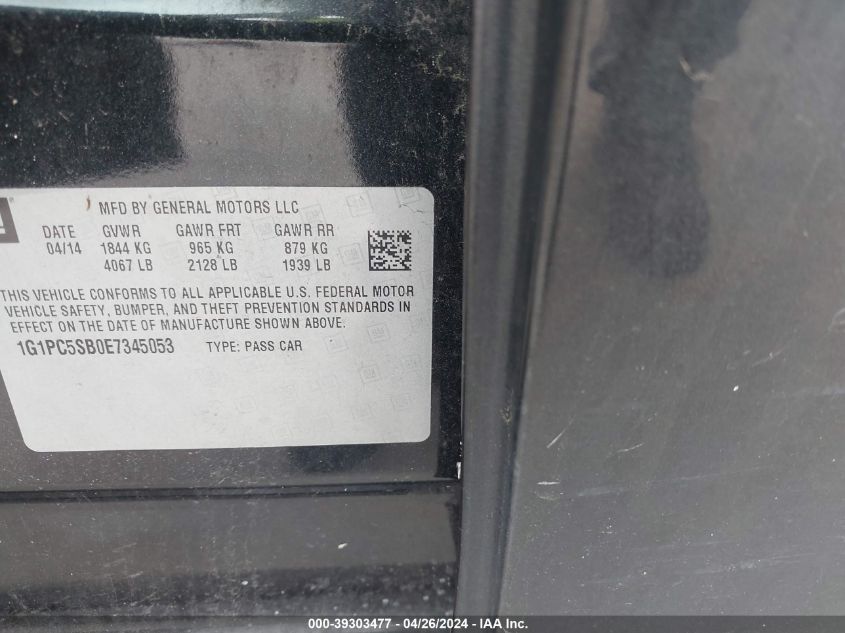 MFD BY GENERAL MOTORS LLC
DATE GVWR GAWR FRT GAWR RR
04/14 1844 KG 965 KG 879 KG
4067 LB 2128 LB 1939 LB
THIS VEHICLE CONFORMS TO ALL APPLICABLE U.S. FEDERAL MOTOR
VEHICLE SAFETY, BUMPER, AND THEFT PREVENTION STANDARDS IN
EFFECT ON THE DATE OF MANUFACTURE SHOWN ABOVE.
1G1PC5SB0E7345053 TYPE: PASS CAR
000-39303477 - 04/26/2024 - IAA Inc.